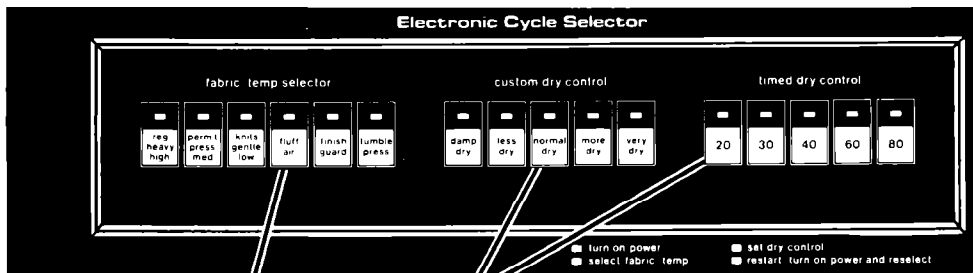 Electronic Cycle Selector
fabric temp selector
reg heavy high
perm't press med
knits gentle low
fluff air
finish guard
tumble press
custom dry control
damp dry
less dry
normal dry
more dry
very dry
timed dry control
20
30
40
60
80
turn on power
select fabric temp
set dry control
restart turn on power and reselect